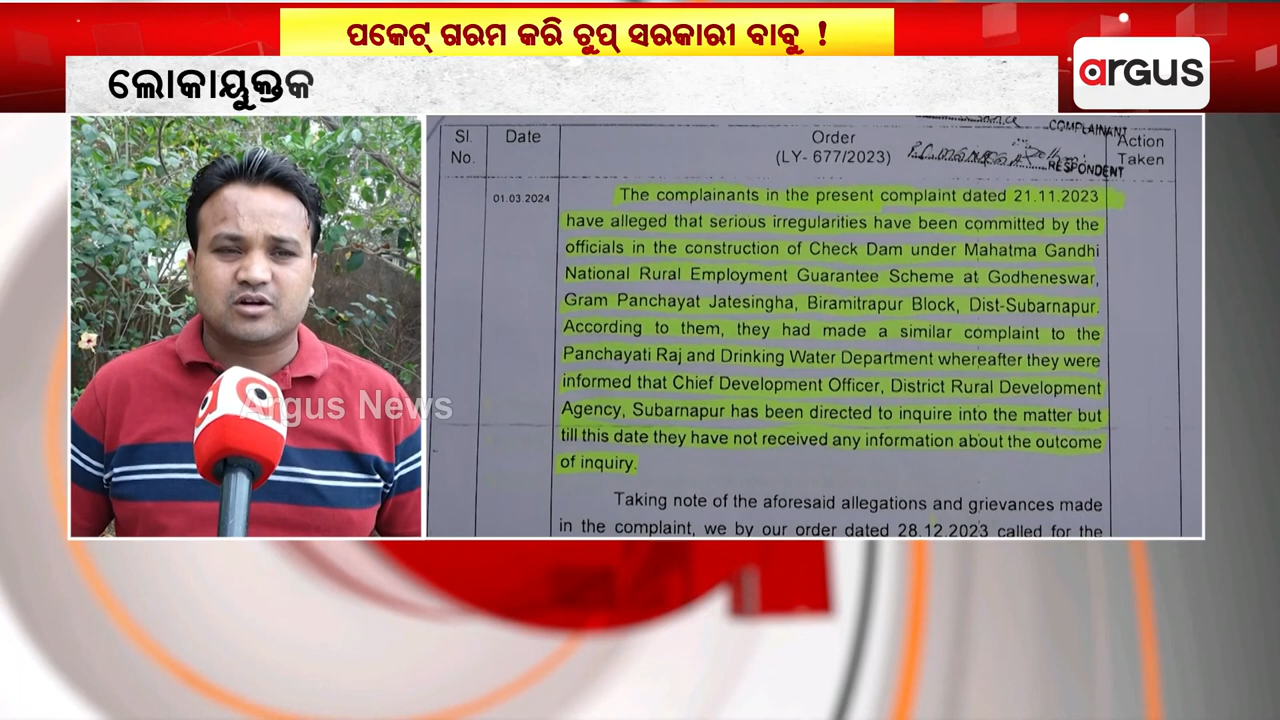 ପକେଟ୍ ଗରମ କରି ଚୁପ୍ ସରକାରୀ ବାବୁ !
ଲୋକାୟୁକ୍ତଙ୍କ
argus
Argus News
COMPLAINANT
RESPONDENT
Sl. No.
Date
Order
(LY- 677/2023)
Action Taken
01.03.2024
The complainants in the present complaint dated 21.11.2023
have alleged that serious irregularities have been committed by the
officials in the construction of Check Dam under Mahatma Gandhi
National Rural Employment Guarantee Scheme at Godheneswar,
Gram Panchayat Jatesingha, Biramitrapur Block, Dist-Subarnapur.
According to them, they had made a similar complaint to the
Panchayati Raj and Drinking Water Department whereafter they were
informed that Chief Development Officer, District Rural Development
Agency, Subarnapur has been directed to inquire into the matter but
till this date they have not received any information about the outcome
of inquiry.
Taking note of the aforesaid allegations and grievances made
in the complaint, we by our order dated 28.12.2023 called for the